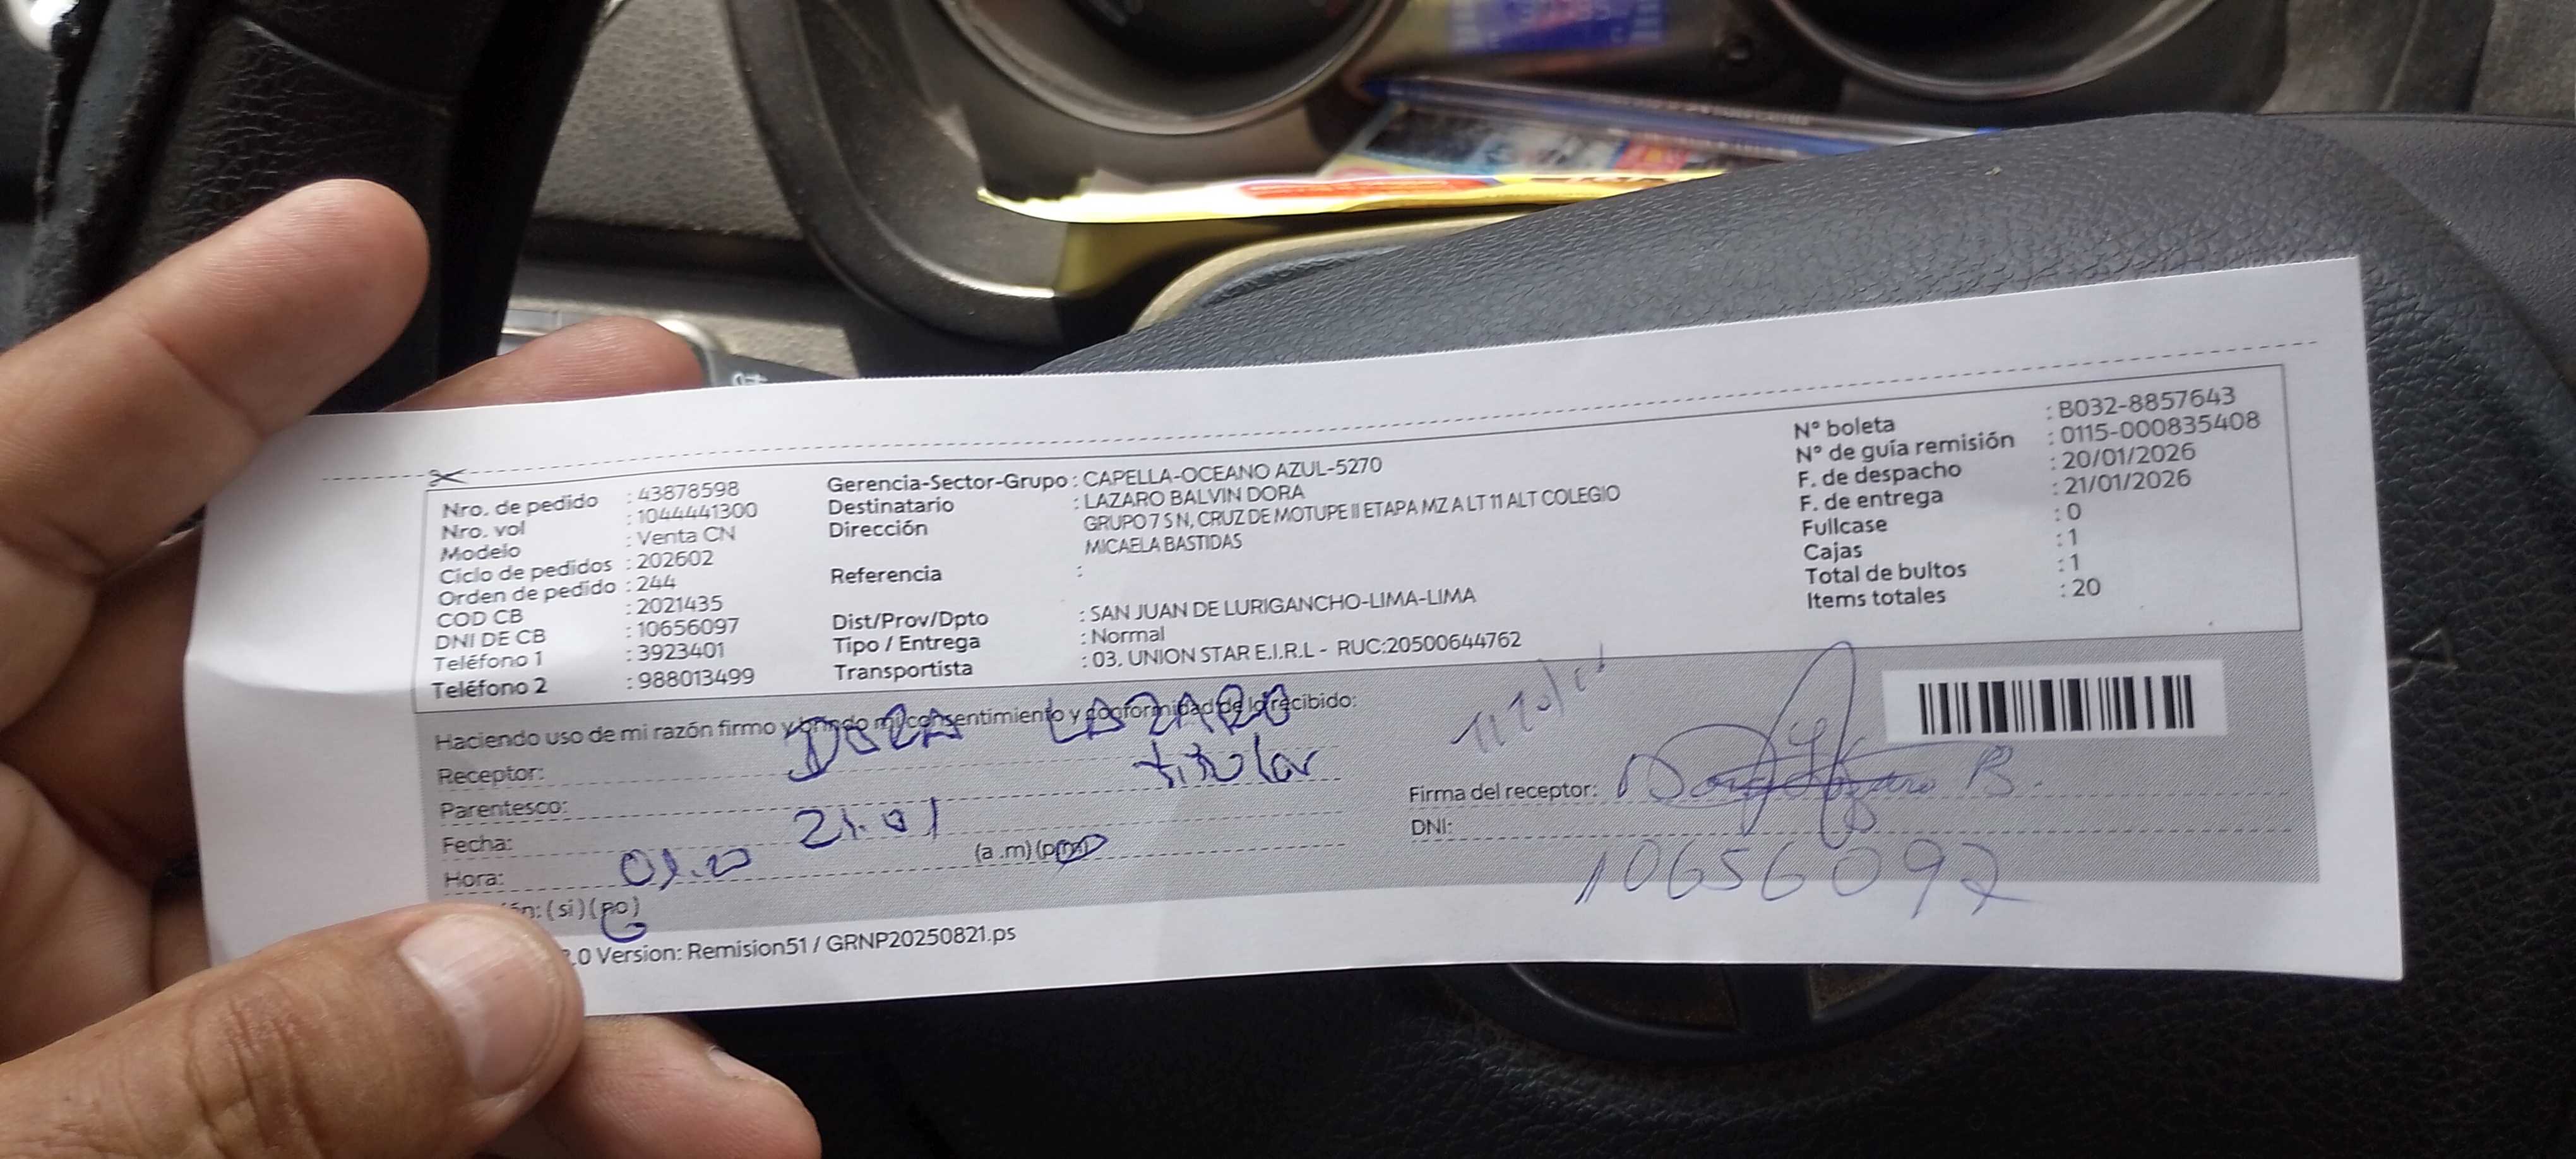 Nro. de pedido : 43878598
Nro. vol : 1044441300
Modelo : Venta CN
Ciclo de pedidos : 202602
Orden de pedido : 244
COD CB : 2021435
DNI DE CB : 10656097
Teléfono 1 : 3923401
Teléfono 2 : 988013499
Gerencia-Sector-Grupo : CAPELLA-OCEANO AZUL-5270
Destinatario : LAZARO BALVIN DORA
Dirección : GRUPO 7 S N, CRUZ DE MOTUPE II ETAPA MZ A LT 11 ALT COLEGIO
MICAELA BASTIDAS
Referencia :
Dist/Prov/Dpto : SAN JUAN DE LURIGANCHO-LIMA-LIMA
Tipo / Entrega : Normal
Transportista : 03. UNION STAR E.I.R.L - RUC:20500644762
N° boleta : B032-8857643
N° de guía remisión : 0115-000835408
F. de despacho : 20/01/2026
F. de entrega : 21/01/2026
Fullcase : 0
Cajas : 1
Total de bultos : 1
Items totales : 20
Haciendo uso de mi razón firmo y brindo mi consentimiento y conformidad de lo recibido:
Receptor: DORA LAZARO
Parentesco: titular
Fecha: 21.01
Hora: (a .m) (pm)
(si) (no)
.0 Version: Remision51 / GRNP20250821.ps
Firma del receptor: B.
DNI:
10656097